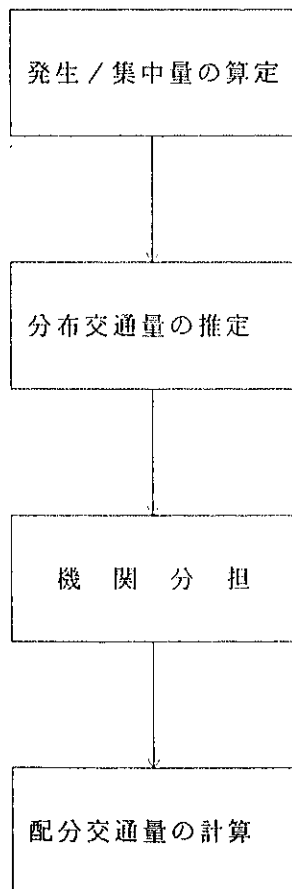 発生／集中量の算定
分布交通量の推定
機関分担
配分交通量の計算